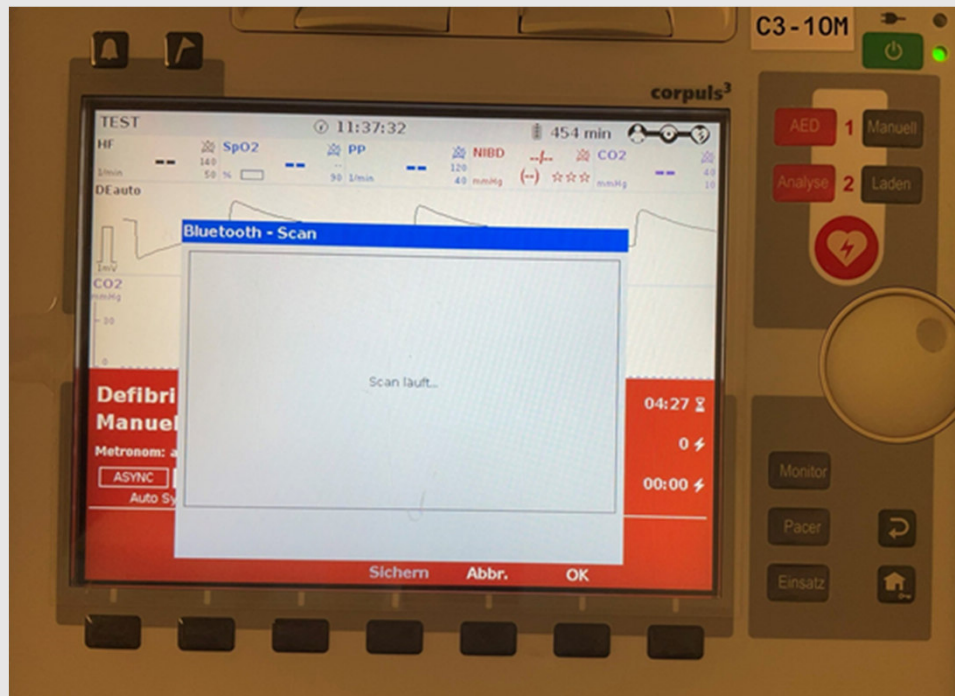 C3-10M
corpuls³
TEST
11:37:32
454 min
HF
140
50
1/min
--
SpO2
%
--
--
90
PP
1/min
--
120
40
NIBD
mmHg
--/--
(--)
CO2
mmHg
--
40
10
DEauto
1mV
Bluetooth - Scan
CO2
mmHg
30
0
Scan läuft...
Defibri
Manuel
Metronom: a
ASYNC
Auto Sy
04:27
0
00:00
Sichern Abbr. OK
AED 1 Manuell
Analyse 2 Laden
Monitor
Pacer
Einsatz